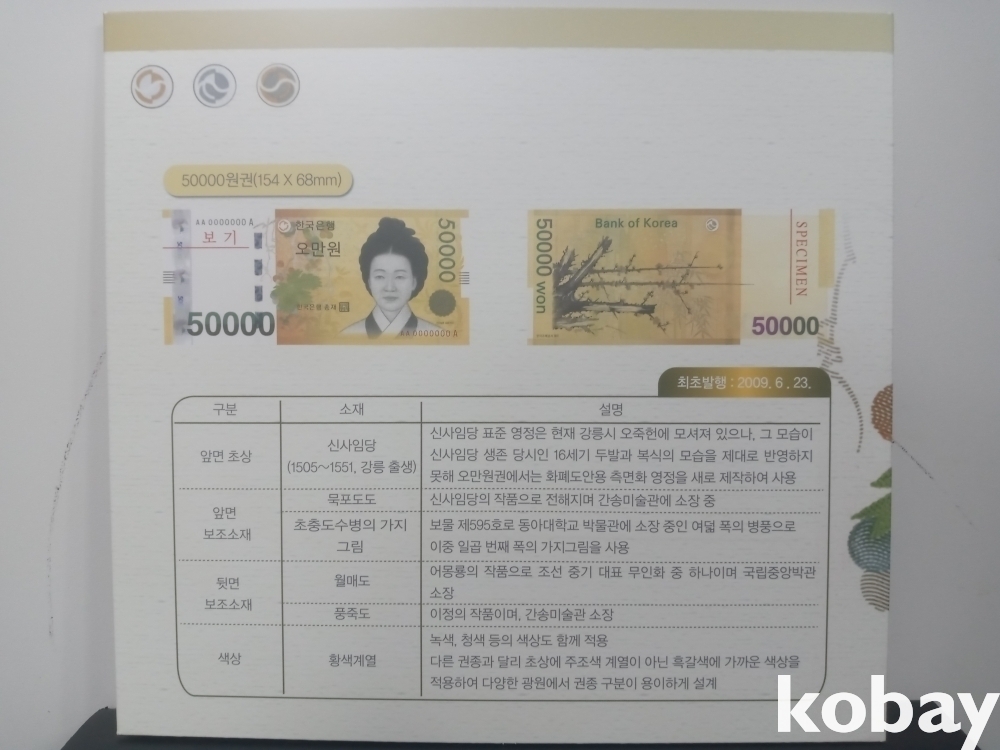 50000원권(154 X 68mm)
AA 0000000 A
보 기
한국은행
오만원
50000
한국은행 총재
AA 0000000 A
50000
Bank of Korea
50000 won
SPECIMEN
50000
최초발행 : 2009. 6. 23.
구분 소재 설명
앞면 초상
신사임당
(1505～1551, 강릉 출생)
신사임당 표준 영정은 현재 강릉시 오죽헌에 모셔져 있으나, 그 모습이
신사임당 생존 당시인 16세기 두발과 복식의 모습을 제대로 반영하지
못해 오만원권에서는 화폐도안용 측면화 영정을 새로 제작하여 사용
앞면
보조소재
묵포도도
신사임당의 작품으로 전해지며 간송미술관에 소장 중
초충도수병의 가지
그림
보물 제595호로 동아대학교 박물관에 소장 중인 여덟 폭의 병풍으로
이중 일곱 번째 폭의 가지그림을 사용
뒷면
보조소재
월매도
어몽룡의 작품으로 조선 중기 대표 무인화 중 하나이며 국립중앙박관
소장
풍죽도
이정의 작품이며, 간송미술관 소장
색상
황색계열
녹색, 청색 등의 색상도 함께 적용
다른 권종과 달리 초상에 주조색 계열이 아닌 흑갈색에 가까운 색상을
적용하여 다양한 광원에서 권종 구분이 용이하게 설계
kobay